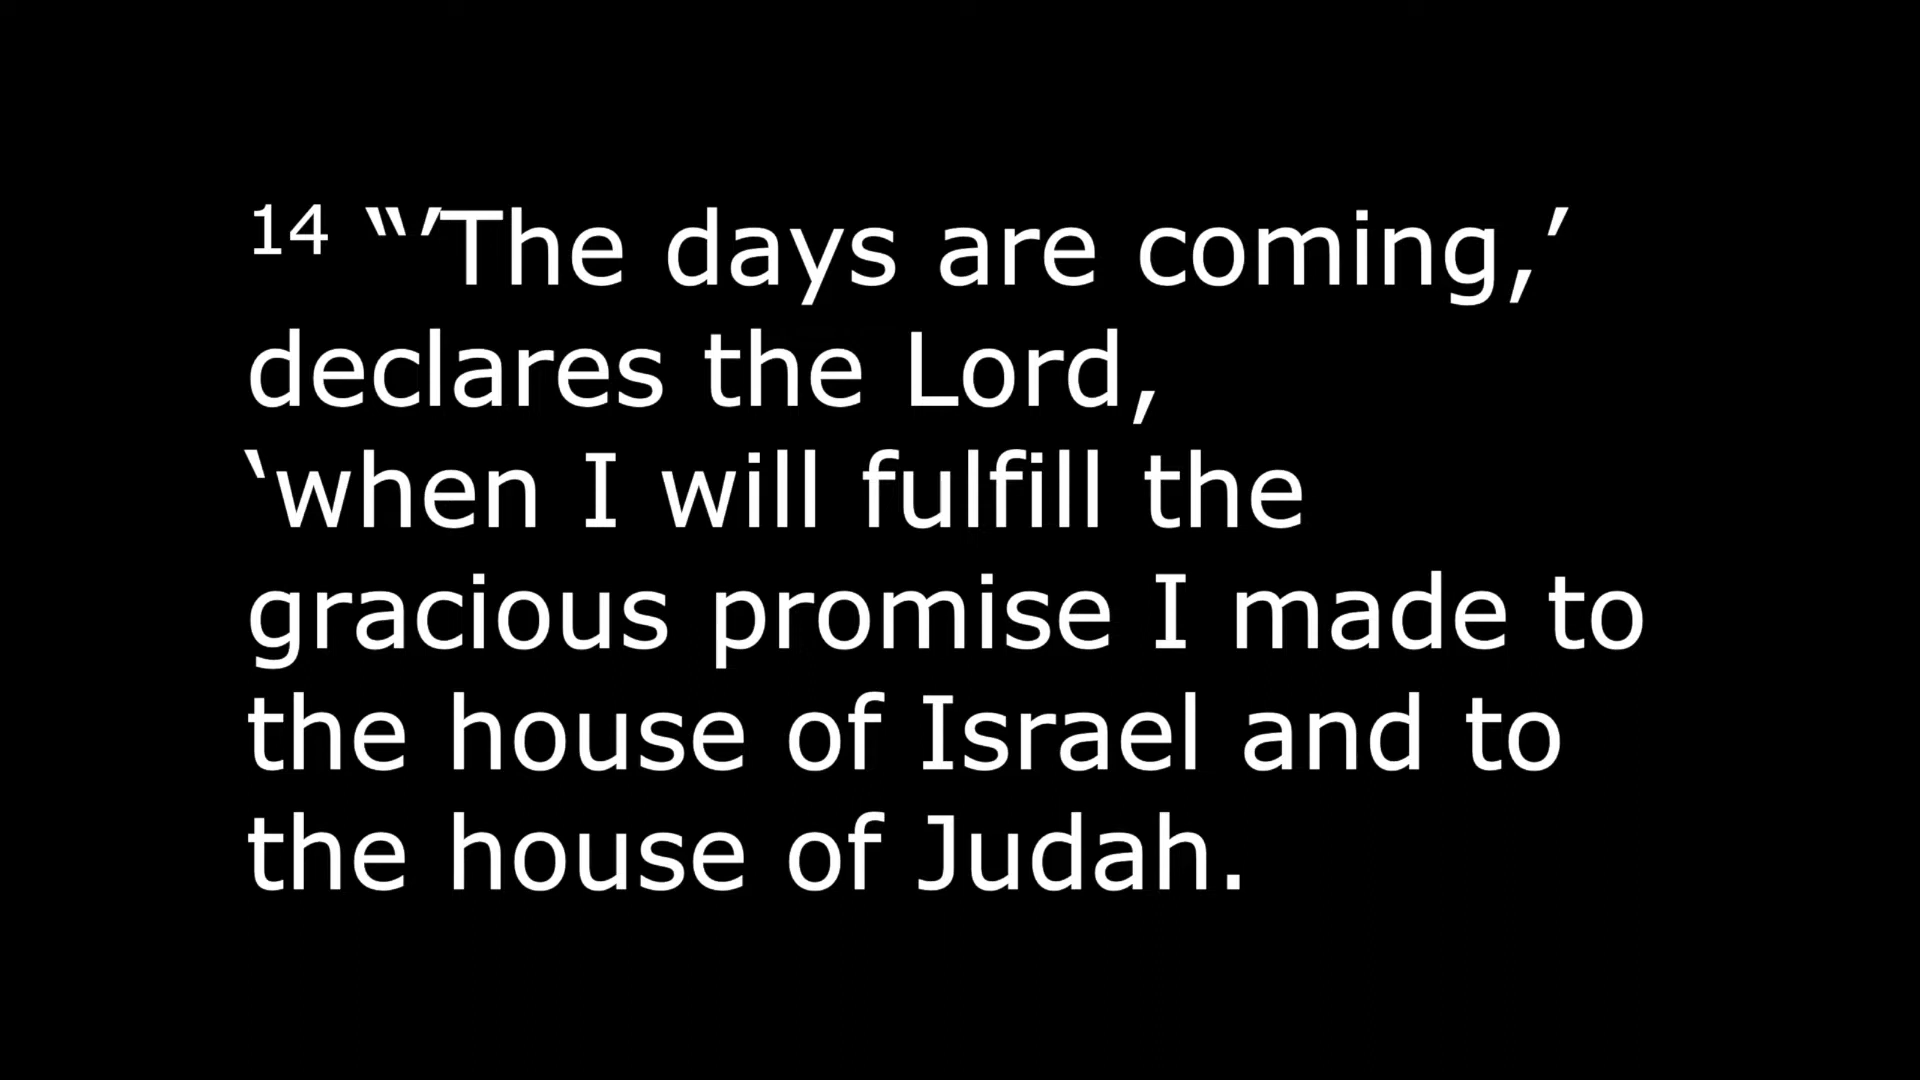 14 “’The days are coming,’
declares the Lord,
‘when I will fulfill the
gracious promise I made to
the house of Israel and to
the house of Judah.